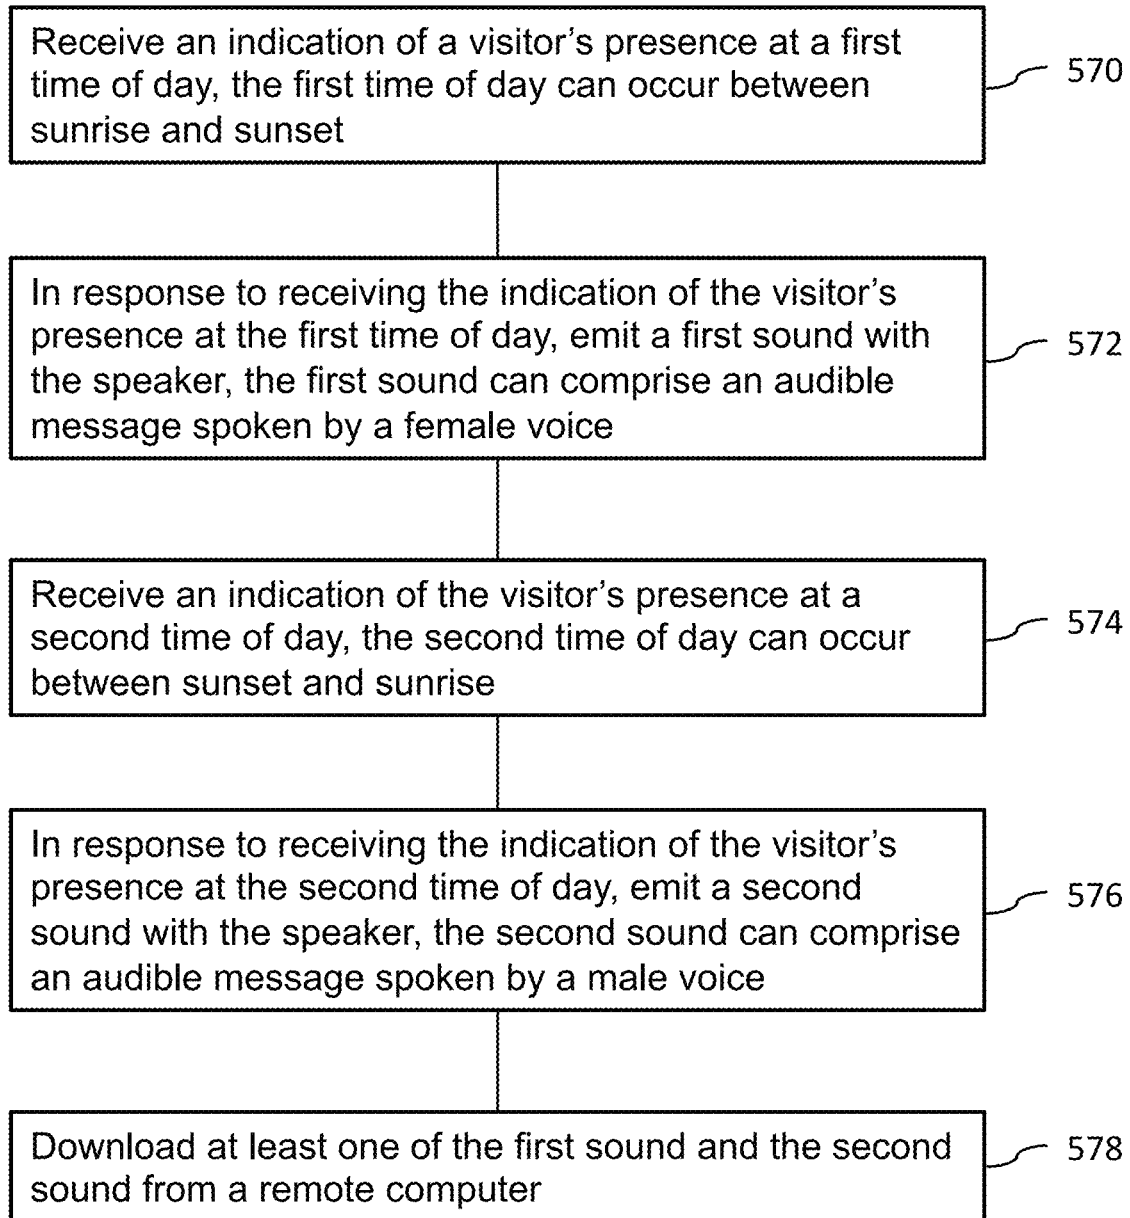 Receive an indication of a visitor’s presence at a first
time of day, the first time of day can occur between
sunrise and sunset
570
In response to receiving the indication of the visitor’s
presence at the first time of day, emit a first sound with
the speaker, the first sound can comprise an audible
message spoken by a female voice
572
Receive an indication of the visitor’s presence at a
second time of day, the second time of day can occur
between sunset and sunrise
574
In response to receiving the indication of the visitor’s
presence at the second time of day, emit a second
sound with the speaker, the second sound can comprise
an audible message spoken by a male voice
576
Download at least one of the first sound and the second
sound from a remote computer
578